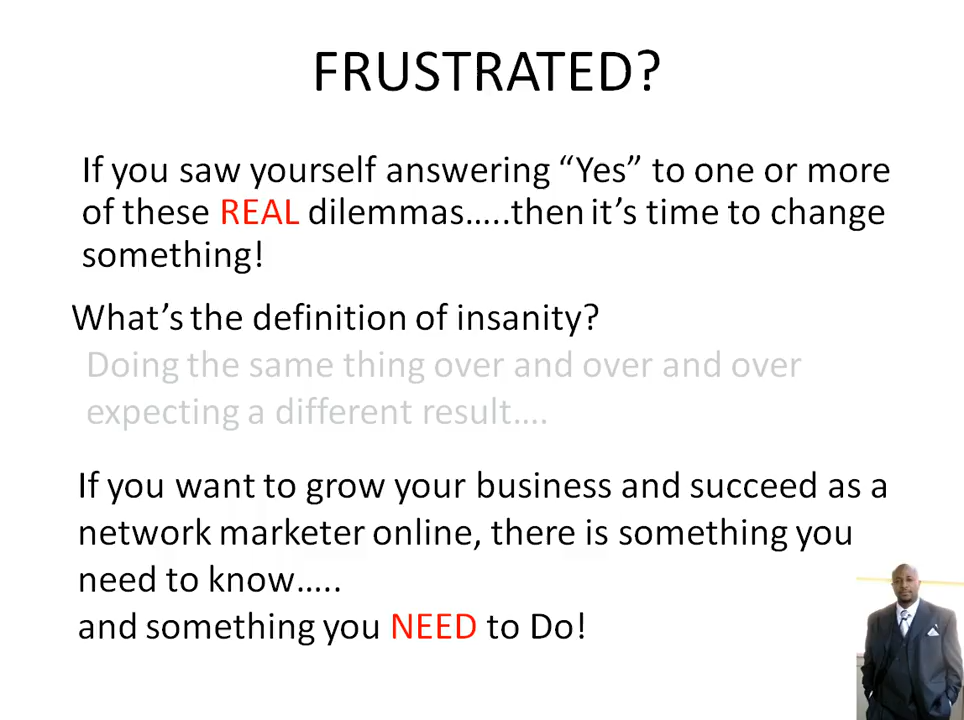 FRUSTRATED?
If you saw yourself answering “Yes” to one or more
of these REAL dilemmas…..then it’s time to change
something!
What’s the definition of insanity?
Doing the same thing over and over and over
expecting a different result….
If you want to grow your business and succeed as a
network marketer online, there is something you
need to know…..
and something you NEED to Do!